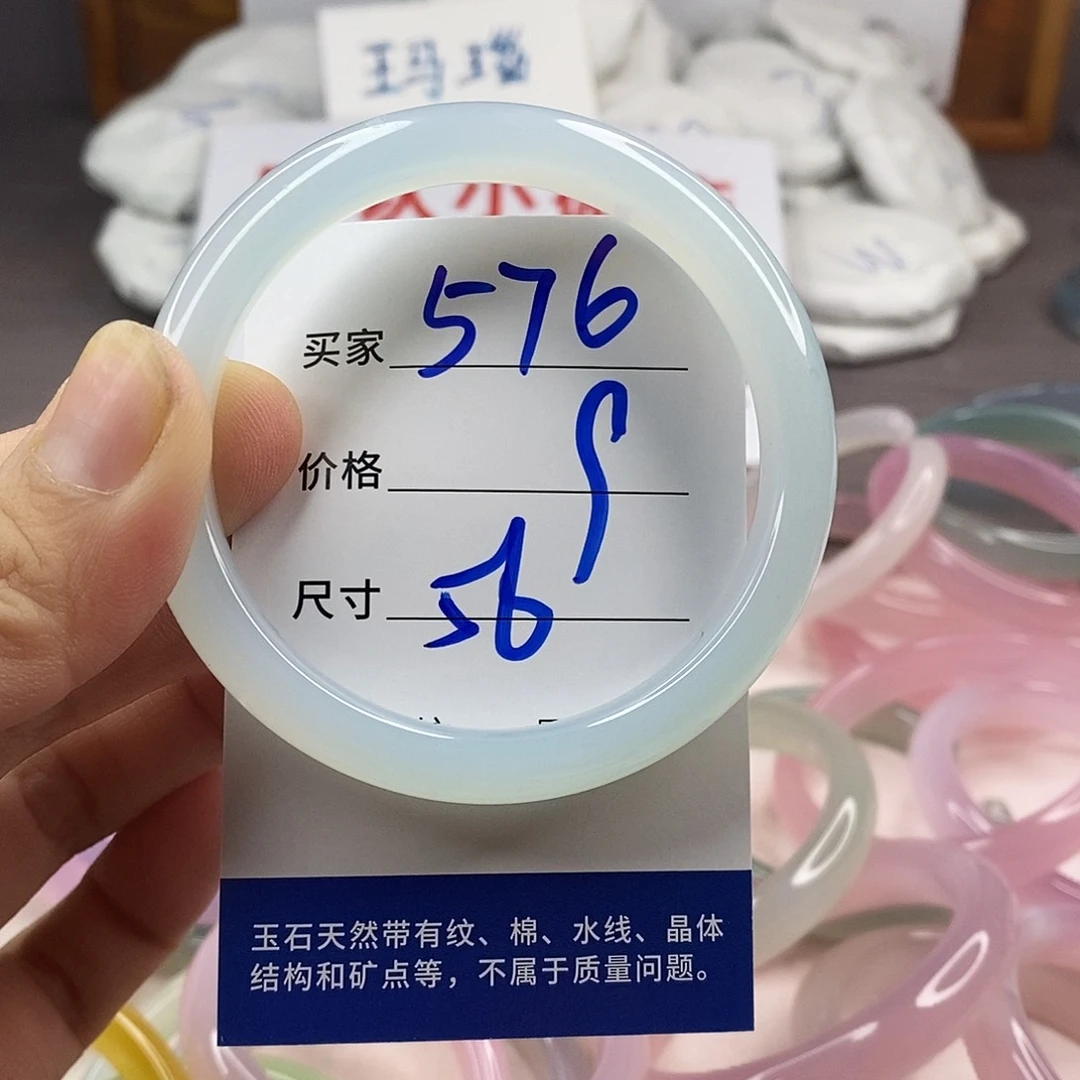 玛瑙
小
买家 576
价格
尺寸 56
玉石天然带有纹、棉、水线、晶体
结构和矿点等，不属于质量问题。